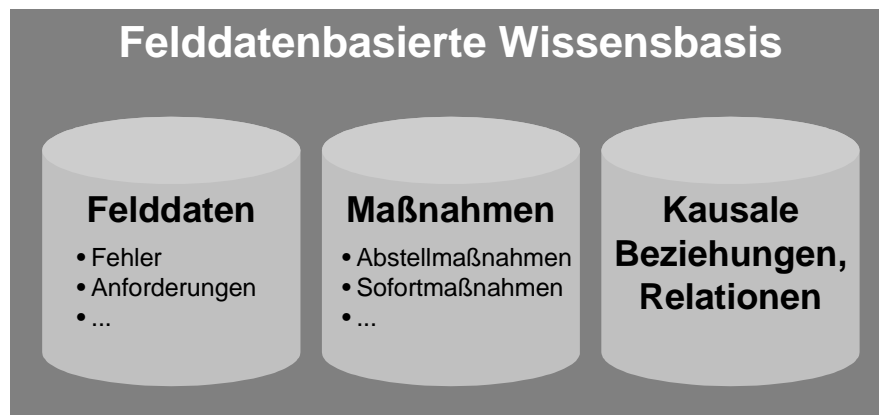 Felddatenbasierte Wissensbasis
Felddaten
• Fehler
• Anforderungen
• ...
Maßnahmen
• Abstellmaßnahmen
• Sofortmaßnahmen
• ...
Kausale
Beziehungen,
Relationen